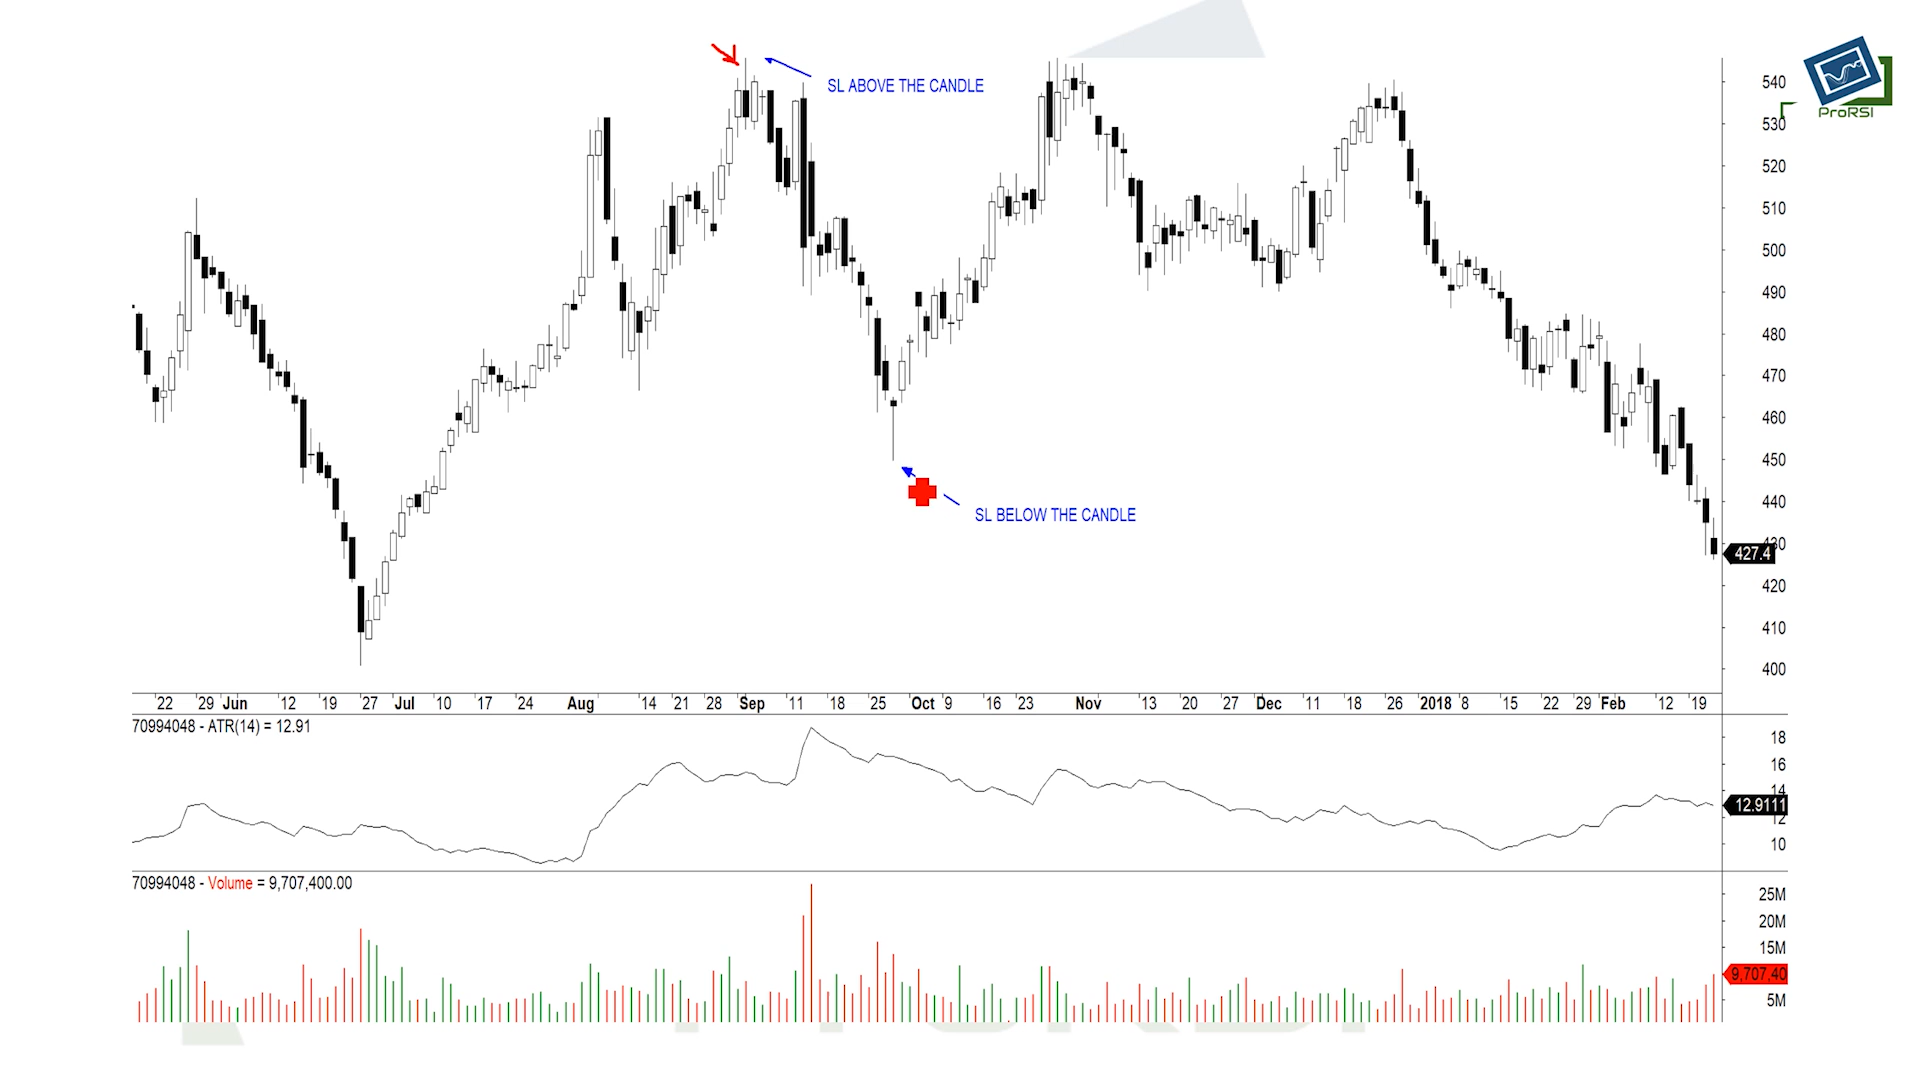 SL ABOVE THE CANDLE
ProRSI
540
530
520
510
500
490
480
470
460
450
SL BELOW THE CANDLE
440
430
427.4
420
410
400
22 29 Jun 12 19 27 Jul 10 17 24 Aug 14 21 28 Sep 11 18 25 Oct 9 16 23 Nov 13 20 27 Dec 11 18 26 2018 8 15 22 29 Feb 12 19
70994048 - ATR(14) = 12.91
18
16
14
12.9111
12
10
70994048 - Volume = 9,707,400.00
25M
20M
15M
9,707,40
5M